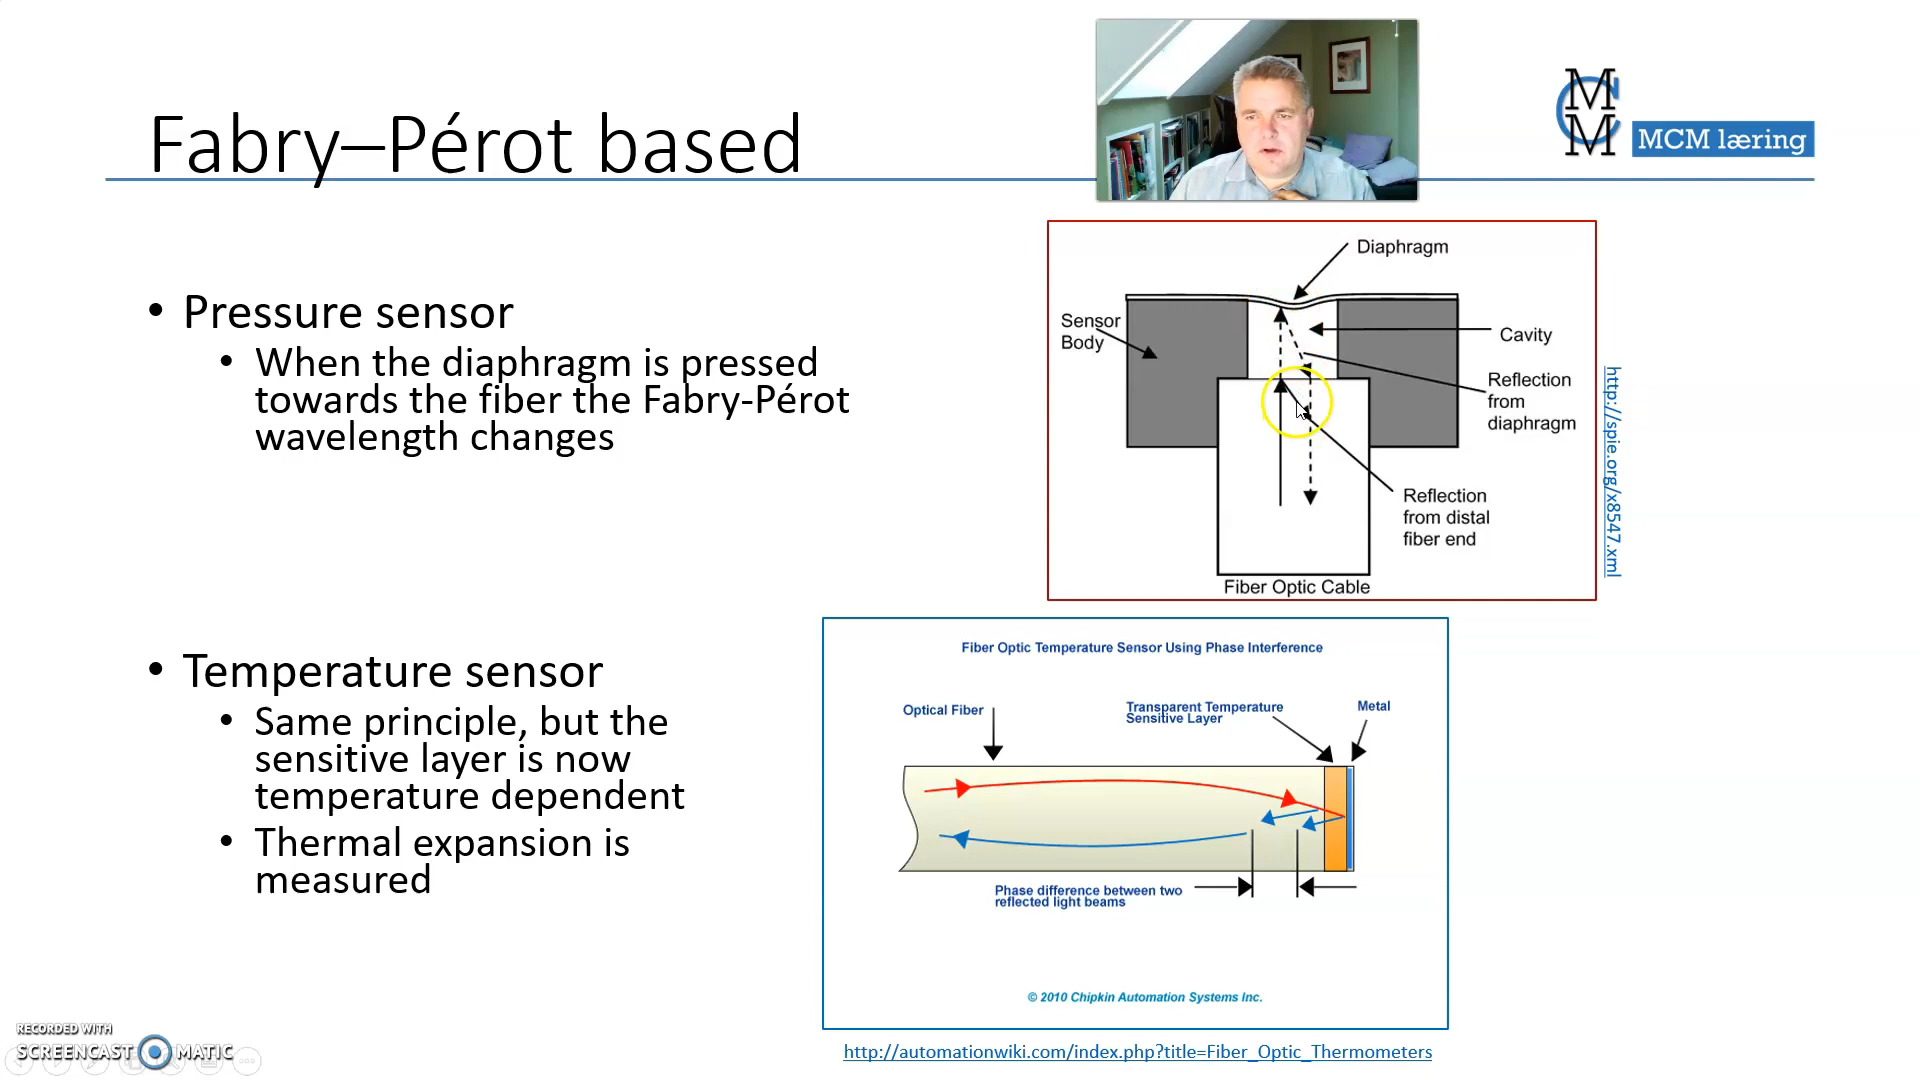 Fabry–Pérot based
MCM
MCM læring
• Pressure sensor
• When the diaphragm is pressed
towards the fiber the Fabry-Pérot
wavelength changes
Diaphragm
Sensor
Body
Cavity
Reflection
from
diaphragm
Reflection
from distal
fiber end
Fiber Optic Cable
http://spie.org/x8547.xml
• Temperature sensor
• Same principle, but the
sensitive layer is now
temperature dependent
• Thermal expansion is
measured
Fiber Optic Temperature Sensor Using Phase Interference
Optical Fiber
Transparent Temperature
Sensitive Layer
Metal
Phase difference between two
reflected light beams
© 2010 Chipkin Automation Systems Inc.
http://automationwiki.com/index.php?title=Fiber_Optic_Thermometers
RECORDED WITH
SCREENCAST MATIC